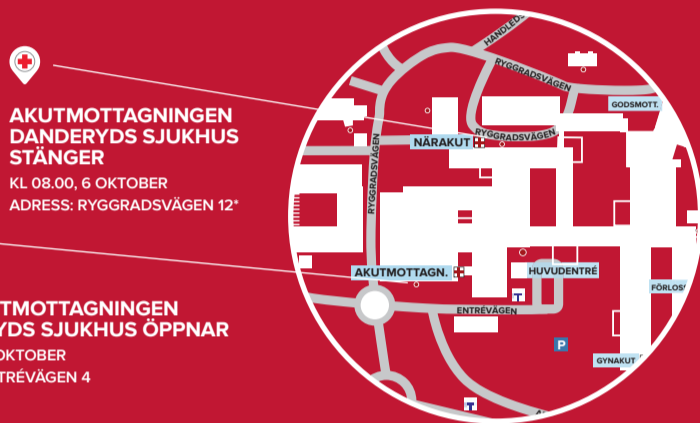 AKUTMOTTAGNINGEN
DANDERYDS SJUKHUS
STÄNGER
KL 08.00, 6 OKTOBER
ADRESS: RYGGRADSVÄGEN 12*
TMOTTAGNINGEN
YDS SJUKHUS ÖPPNAR
OKTOBER
TRÉVÄGEN 4
HANDLEDS
RYGGRADSVÄGEN
GODSMOTT.
RYGGRADSVÄGEN
NÄRAKUT
RYGGRADSVÄGEN
AKUTMOTTAGN.
HUVUDENTRÉ
FÖRLOS
T
ENTRÉVÄGEN
P
GYNAKUT
T